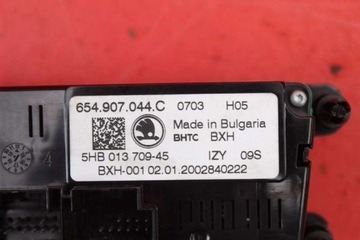 654.907.044.C 0703 H05
Made in Bulgaria
BHTC BXH
5HB 013 709-45 IZY 09S
BXH-001 02.01.2002840222
4